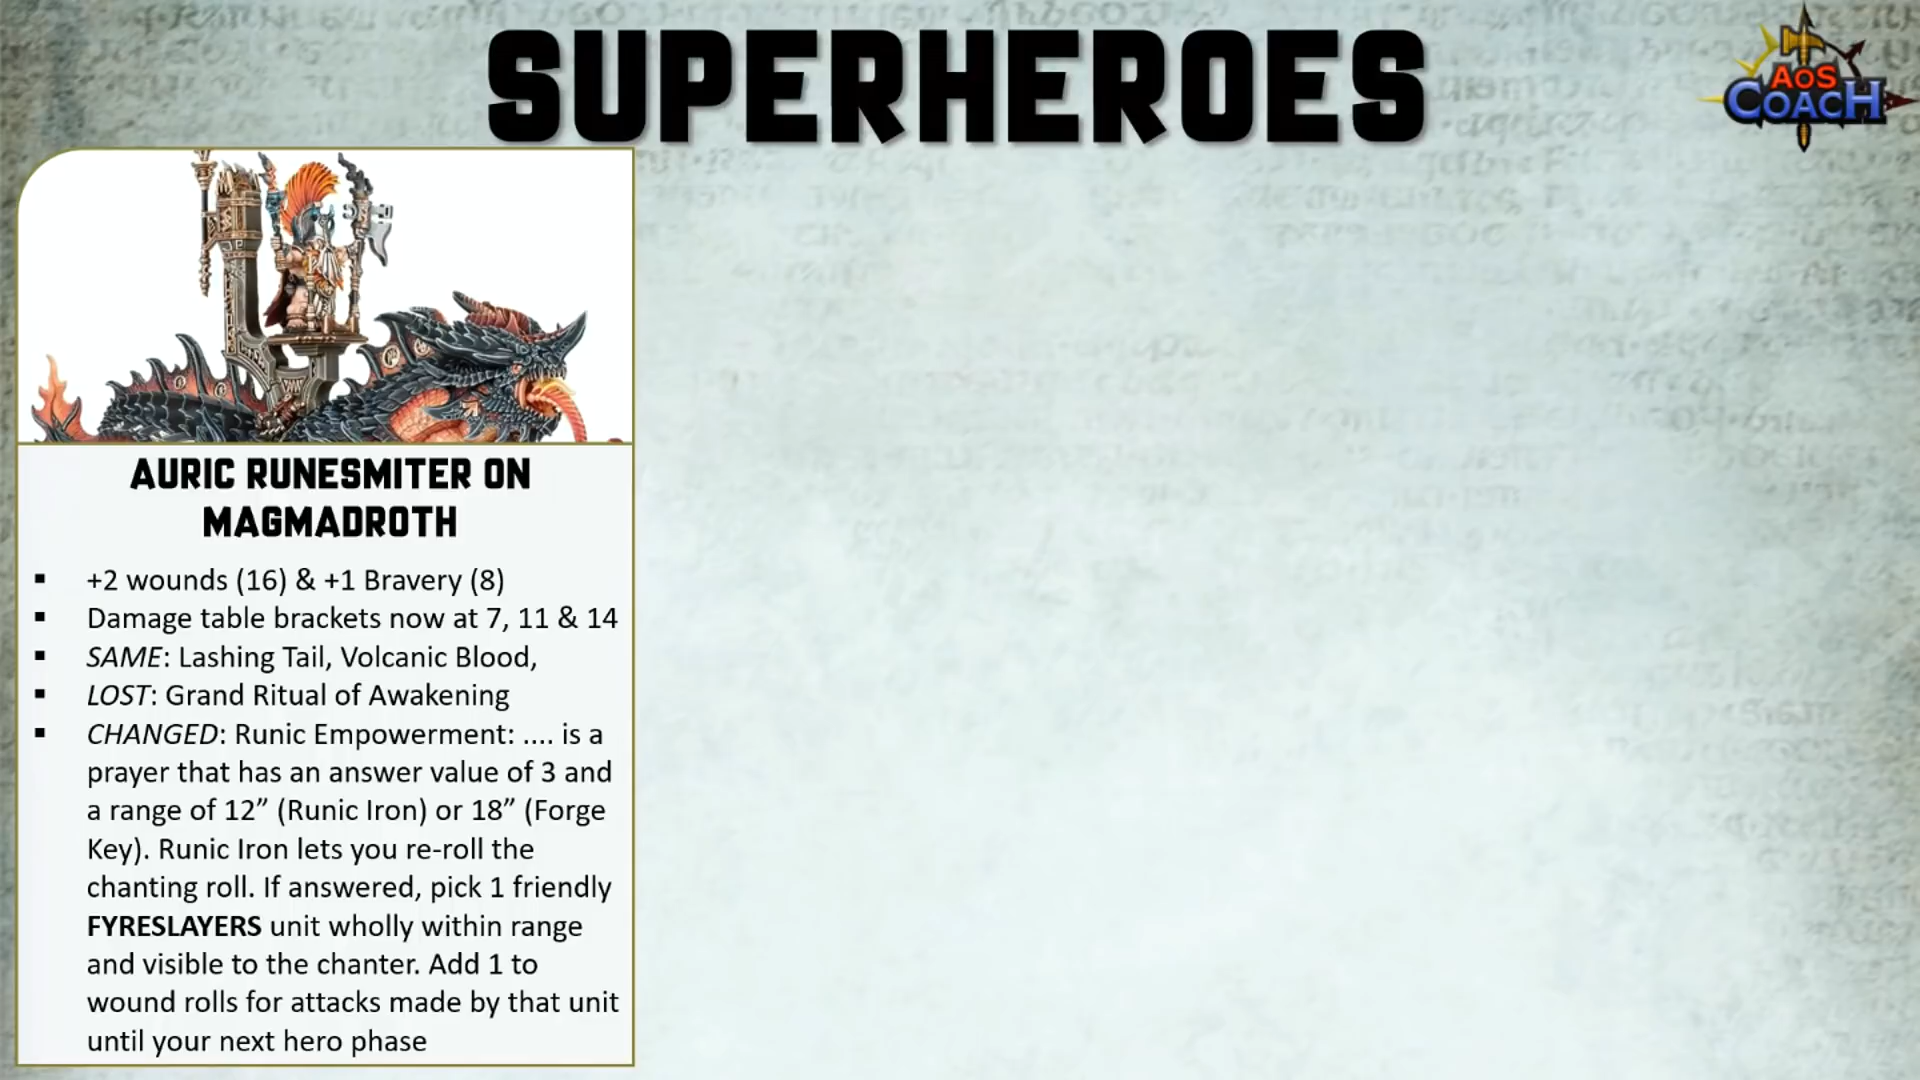 SUPERHEROES
AOS
COACH
AURIC RUNESMITER ON
MAGMADROTH
▪ +2 wounds (16) & +1 Bravery (8)
▪ Damage table brackets now at 7, 11 & 14
▪ SAME: Lashing Tail, Volcanic Blood,
▪ LOST: Grand Ritual of Awakening
▪ CHANGED: Runic Empowerment: .... is a
prayer that has an answer value of 3 and
a range of 12” (Runic Iron) or 18” (Forge
Key). Runic Iron lets you re-roll the
chanting roll. If answered, pick 1 friendly
FYRESLAYERS unit wholly within range
and visible to the chanter. Add 1 to
wound rolls for attacks made by that unit
until your next hero phase